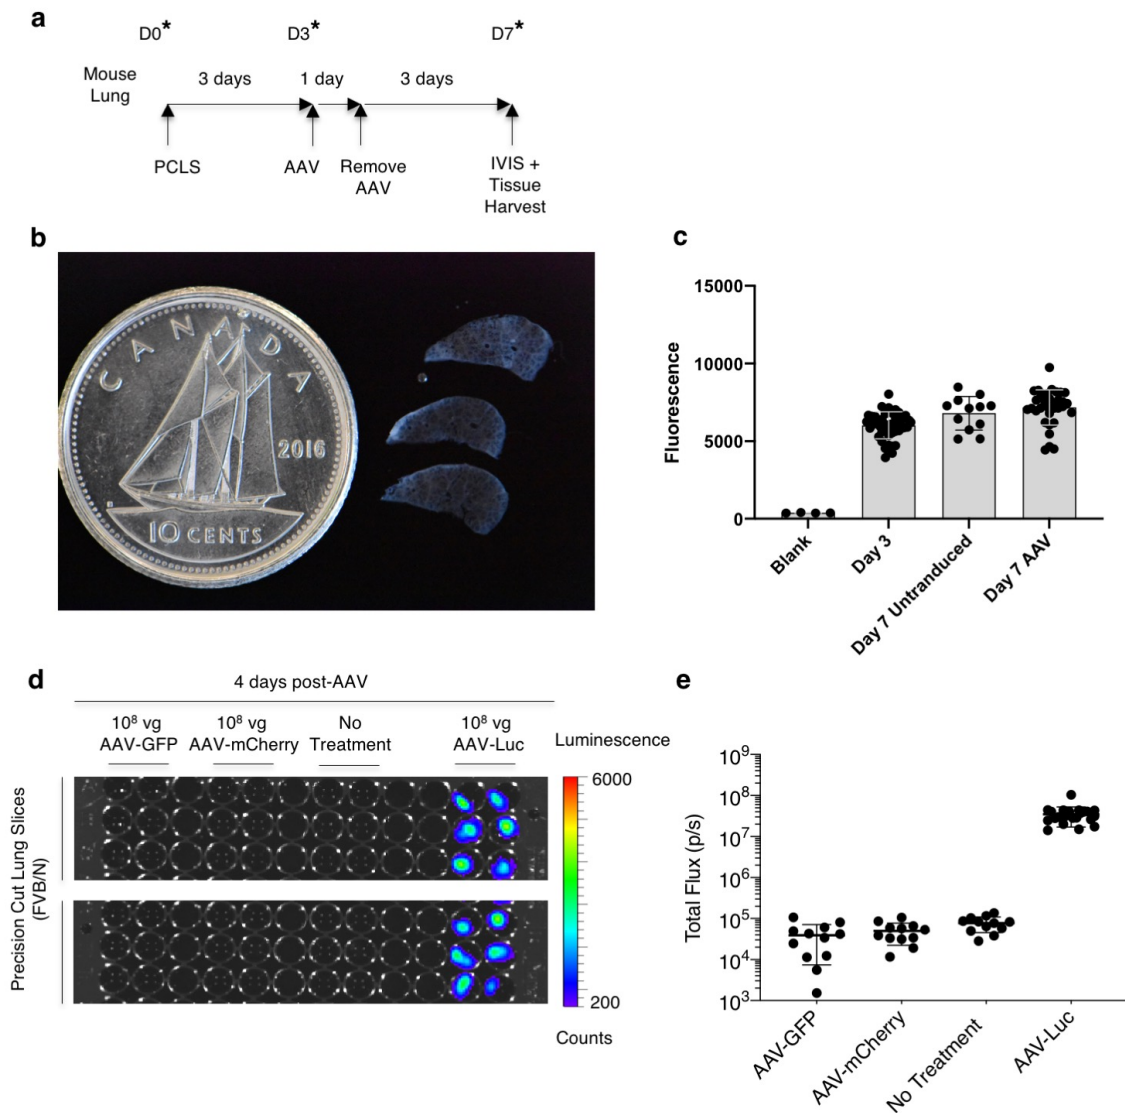 a
D0* D3* D7*
Mouse
Lung
3 days 1 day 3 days
PCLS AAV Remove
AAV
IVIS +
Tissue
Harvest
b
CANADA
2016
10 CENTS
c
Fluorescence
15000
10000
5000
0
Blank
Day 3
Day 7 Untranduced
Day 7 AAV
d
4 days post-AAV
10⁸ vg
AAV-GFP
10⁸ vg
AAV-mCherry
No
Treatment
10⁸ vg
AAV-Luc
Precision Cut Lung Slices
(FVB/N)
Luminescence
6000
200
Counts
e
Total Flux (p/s)
10⁹
10⁸
10⁷
10⁶
10⁵
10⁴
10³
AAV-GFP
AAV-mCherry
No Treatment
AAV-Luc